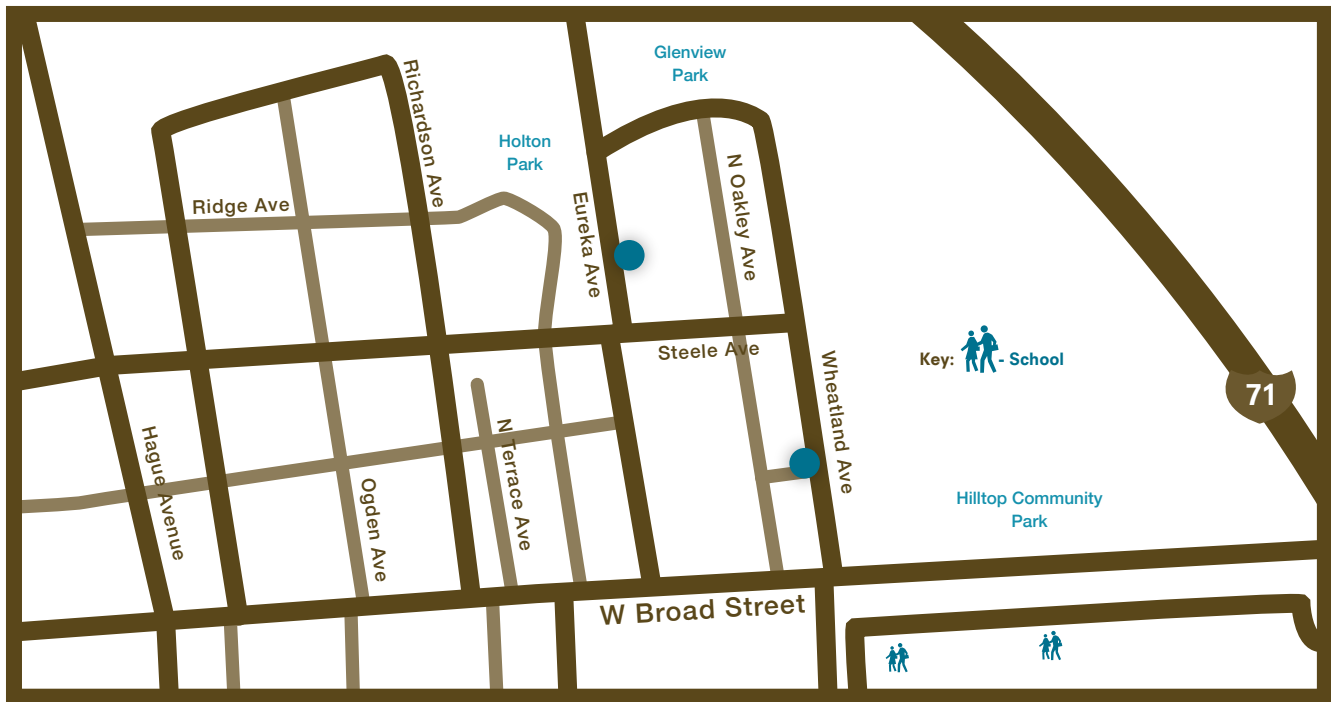 Glenview
Park
Richardson Ave
Holton
Park
N Oakley Ave
Ridge Ave
Eureka Ave
Steele Ave
Wheatland Ave
Key:
- School
71
Hague Avenue
N Terrace Ave
Ogden Ave
Hilltop Community
Park
W Broad Street